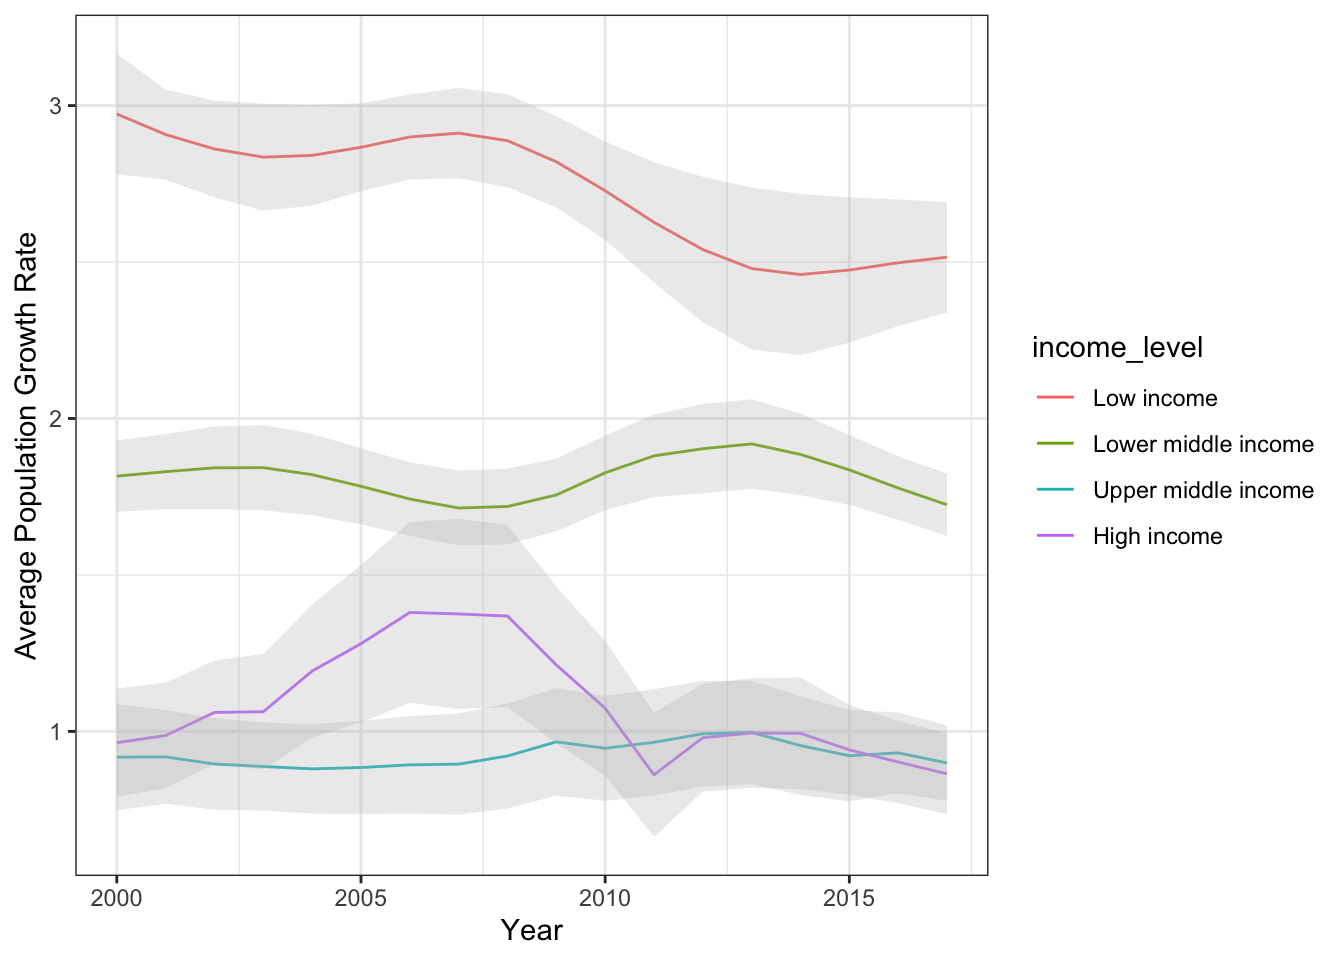 Average Population Growth Rate
3
2
1
2000
2005
2010
2015
Year
income_level
Low income
Lower middle income
Upper middle income
High income